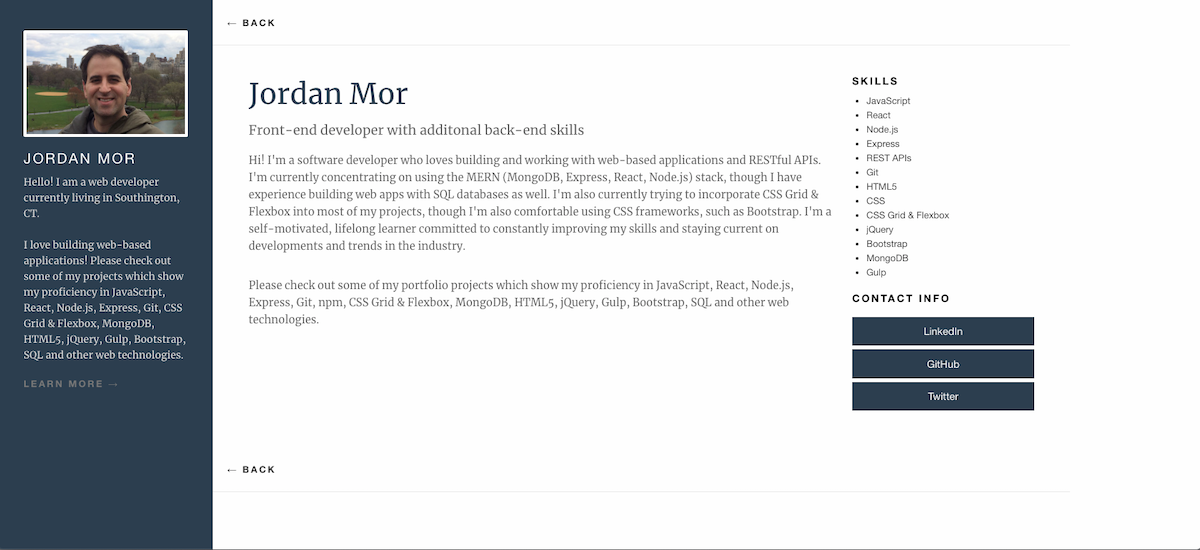 JORDAN MOR
Hello! I am a web developer
currently living in Southington,
CT.
I love building web-based
applications! Please check out
some of my projects which show
my proficiency in JavaScript,
React, Node.js, Express, Git, CSS
Grid & Flexbox, MongoDB,
HTML5, jQuery, Gulp, Bootstrap,
SQL and other web technologies.
LEARN MORE →
← BACK
Jordan Mor
Front-end developer with additonal back-end skills
Hi! I'm a software developer who loves building and working with web-based applications and RESTful APIs.
I'm currently concentrating on using the MERN (MongoDB, Express, React, Node.js) stack, though I have
experience building web apps with SQL databases as well. I'm also currently trying to incorporate CSS Grid &
Flexbox into most of my projects, though I'm also comfortable using CSS frameworks, such as Bootstrap. I'm a
self-motivated, lifelong learner committed to constantly improving my skills and staying current on
developments and trends in the industry.
Please check out some of my portfolio projects which show my proficiency in JavaScript, React, Node.js,
Express, Git, npm, CSS Grid & Flexbox, MongoDB, HTML5, jQuery, Gulp, Bootstrap, SQL and other web
technologies.
SKILLS
• JavaScript
• React
• Node.js
• Express
• REST APIs
• Git
• HTML5
• CSS
• CSS Grid & Flexbox
• jQuery
• Bootstrap
• MongoDB
• Gulp
CONTACT INFO
LinkedIn
GitHub
Twitter
← BACK